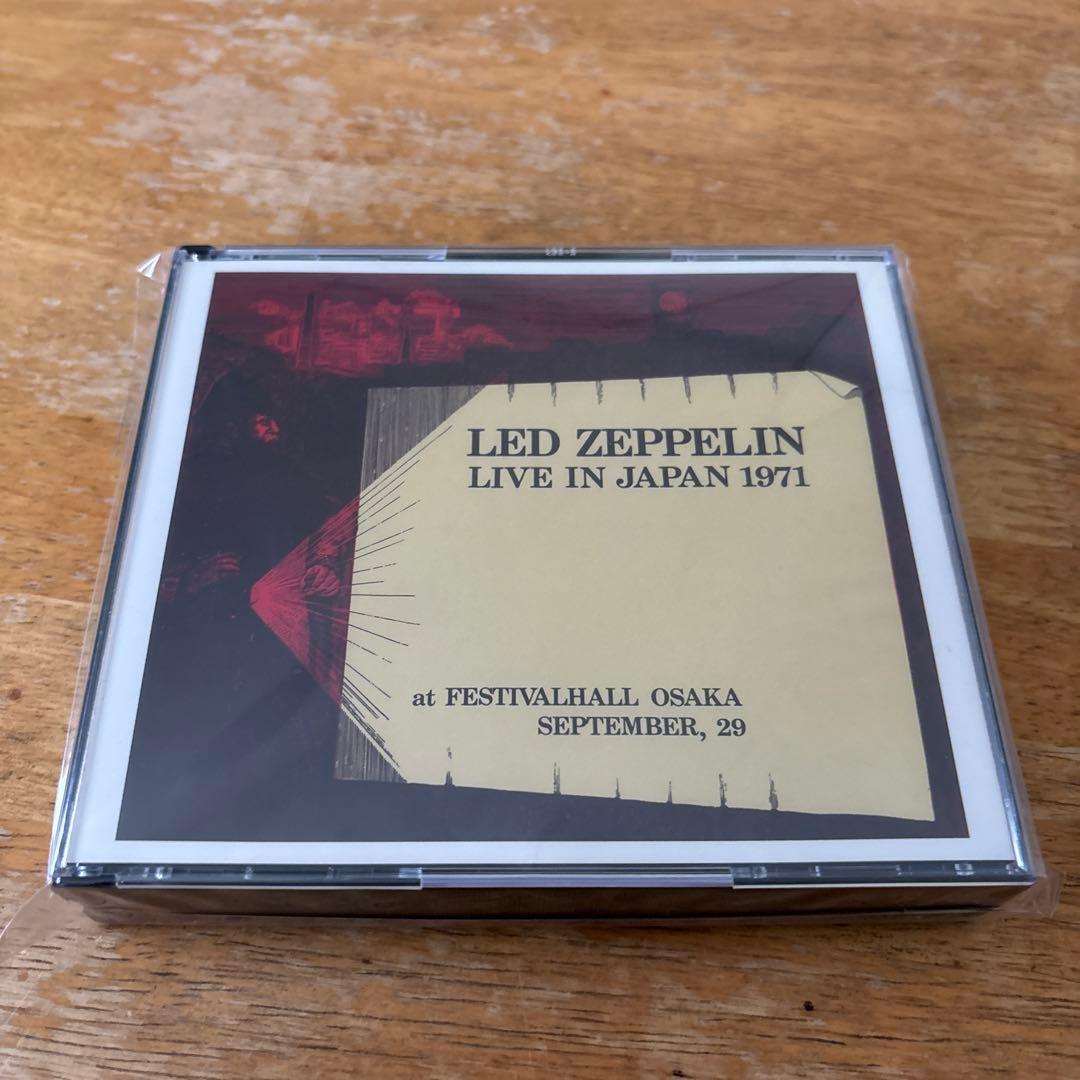 LED ZEPPELIN
LIVE IN JAPAN 1971
at FESTIVALHALL OSAKA
SEPTEMBER, 29